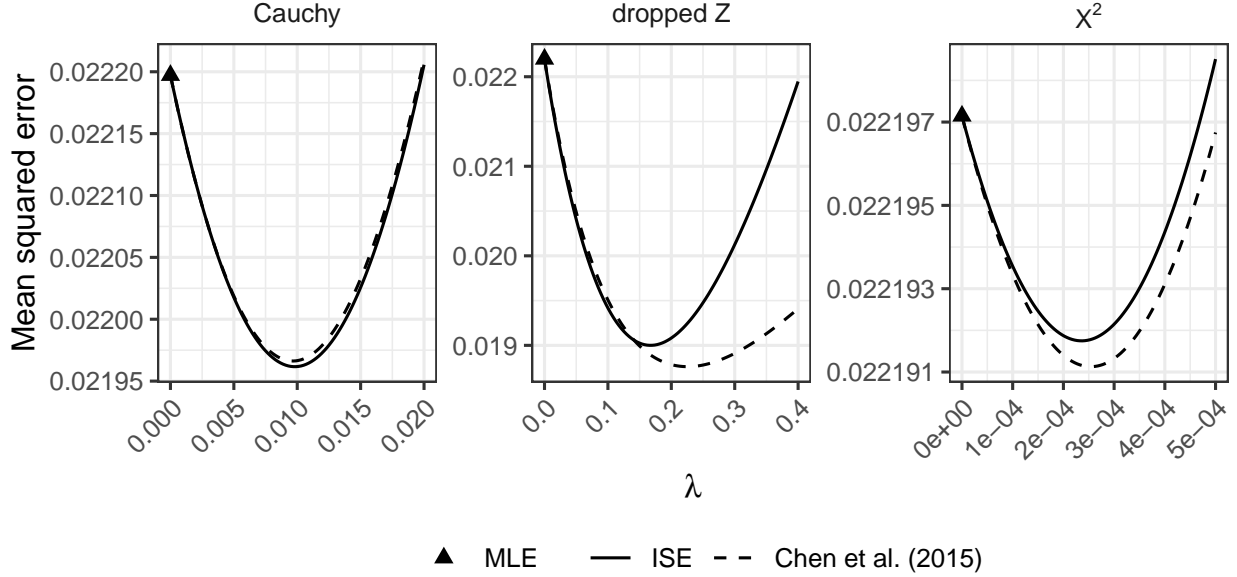 Cauchy
dropped Z
X²
Mean squared error
0.02220
0.02215
0.02210
0.02205
0.02200
0.02195
0.000
0.005
0.010
0.015
0.020
0.022
0.021
0.020
0.019
0.0
0.1
0.2
0.3
0.4
0.022197
0.022195
0.022193
0.022191
0e+00
1e−04
2e−04
3e−04
4e−04
5e−04
λ
MLE ISE Chen et al. (2015)